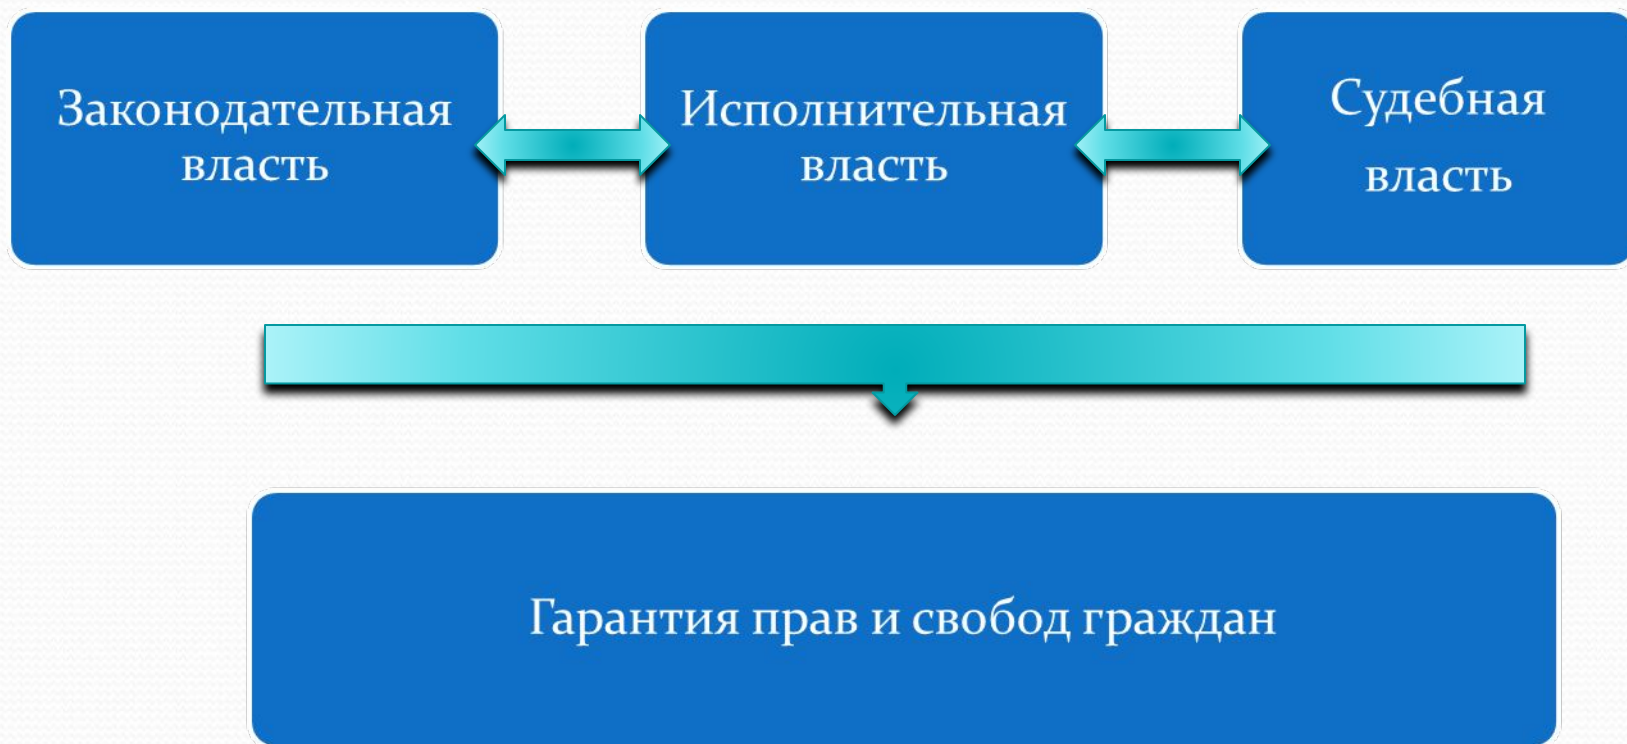 Законодательная
власть
Исполнительная
власть
Судебная
власть
Гарантия прав и свобод граждан